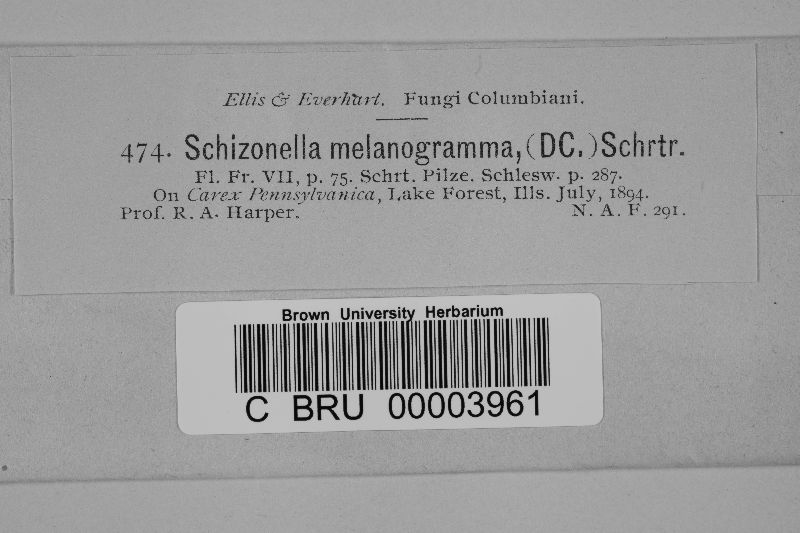 Ellis & Everhart. Fungi Columbiani.
474. Schizonella melanogramma, (DC.) Schrtr.
Fl. Fr. VII, p. 75. Schrt. Pilze. Schlesw. p. 287.
On Carex Pennsylvanica, Lake Forest, Ills. July, 1894.
Prof. R. A. Harper. N. A. F. 291.
Brown University Herbarium
C BRU 00003961